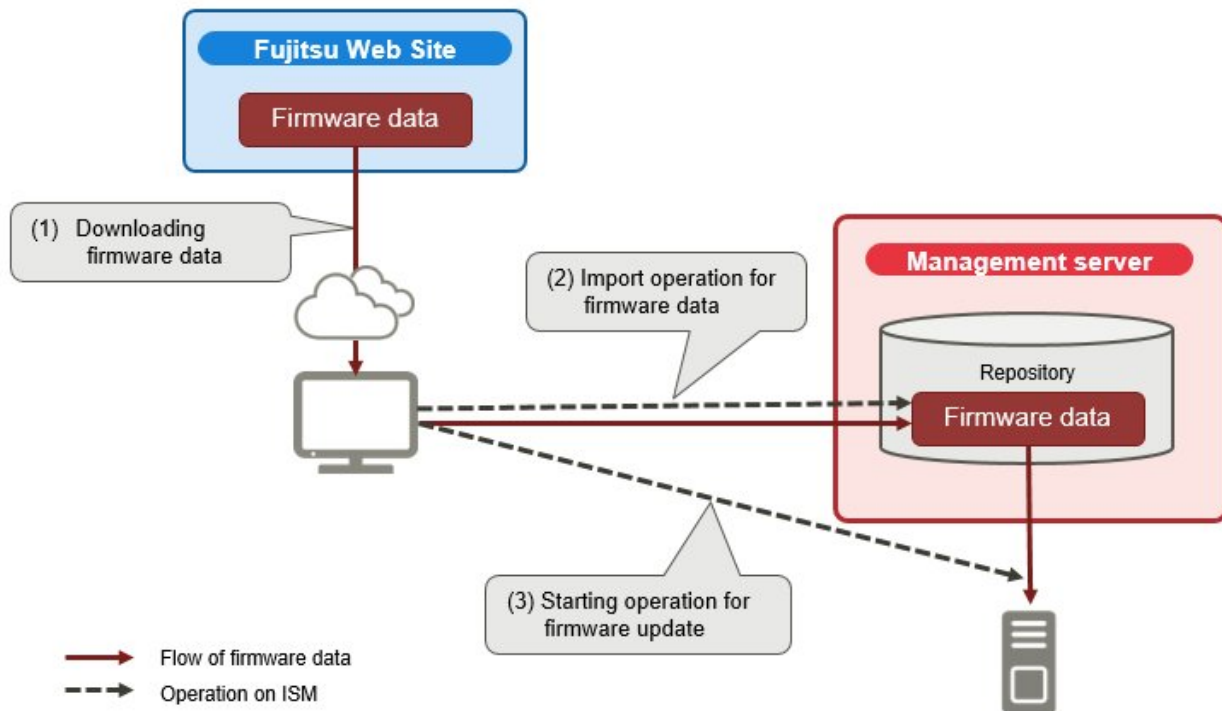 Fujitsu Web Site
Firmware data
(1) Downloading
firmware data
Management server
(2) Import operation for
firmware data
Repository
Firmware data
(3) Starting operation for
firmware update
Flow of firmware data
Operation on ISM